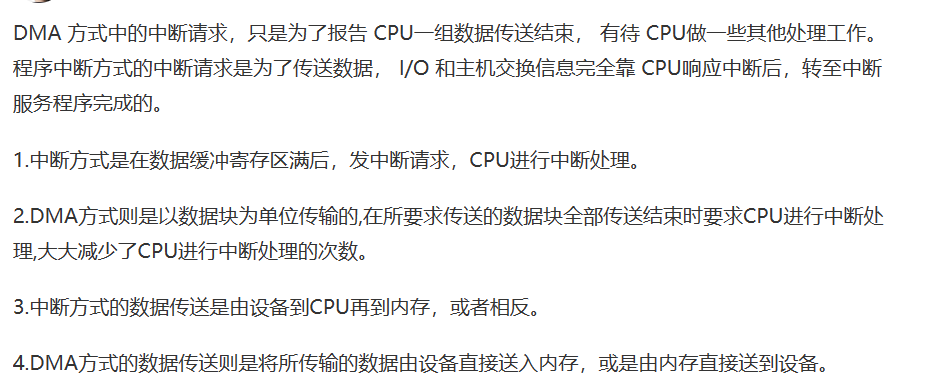 DMA 方式中的中断请求，只是为了报告 CPU一组数据传送结束， 有待 CPU做一些其他处理工作。
程序中断方式的中断请求是为了传送数据， I/O 和主机交换信息完全靠 CPU响应中断后，转至中断
服务程序完成的。
1.中断方式是在数据缓冲寄存区满后，发中断请求，CPU进行中断处理。
2.DMA方式则是以数据块为单位传输的,在所要求传送的数据块全部传送结束时要求CPU进行中断处
理,大大减少了CPU进行中断处理的次数。
3.中断方式的数据传送是由设备到CPU再到内存，或者相反。
4.DMA方式的数据传送则是将所传输的数据由设备直接送入内存，或是由内存直接送到设备。